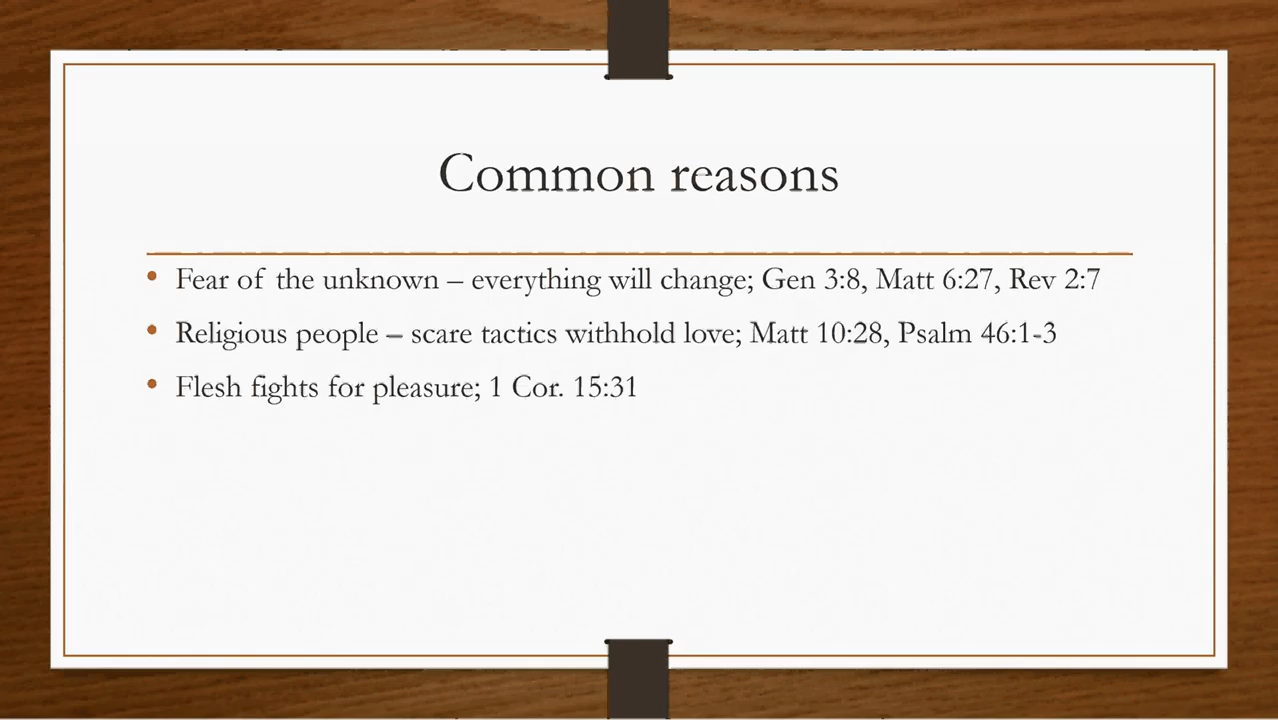 Common reasons
• Fear of the unknown – everything will change; Gen 3:8, Matt 6:27, Rev 2:7
• Religious people – scare tactics withhold love; Matt 10:28, Psalm 46:1-3
• Flesh fights for pleasure; 1 Cor. 15:31